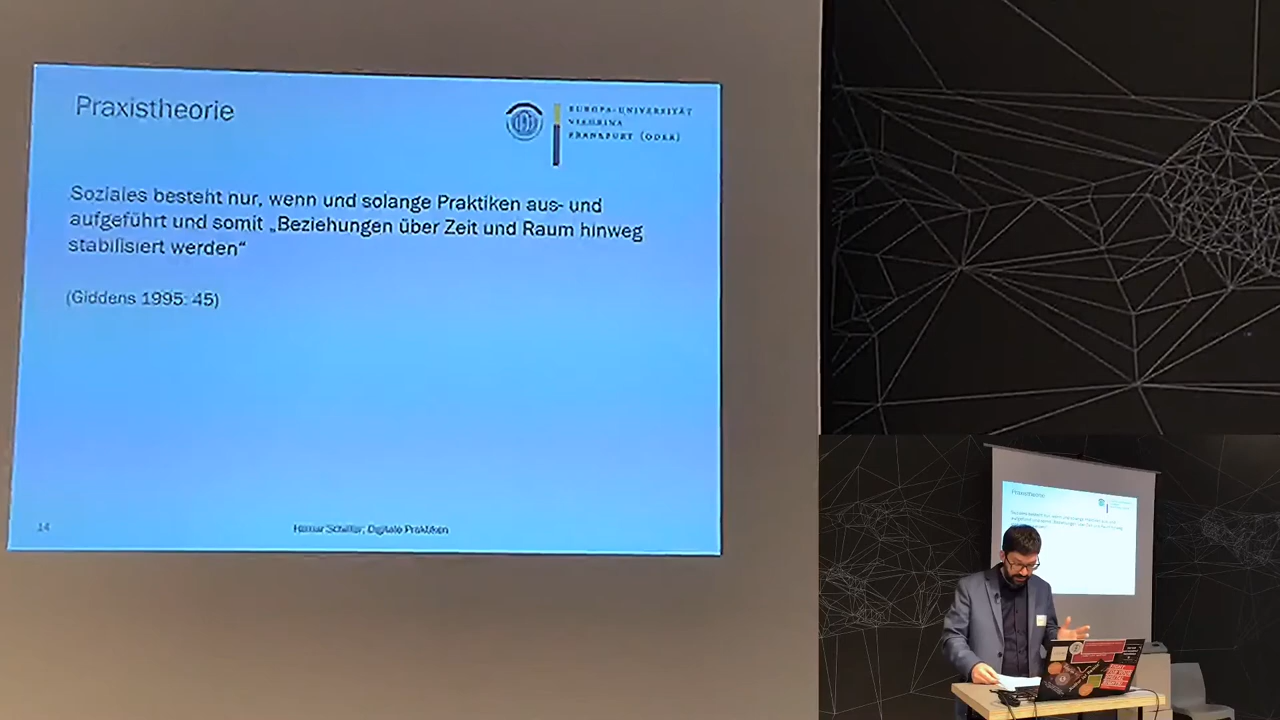 Praxistheorie
EUROPA-UNIVERSITÄT
VIADRINA
FRANKFURT (ODER)
Soziales besteht nur, wenn und solange Praktiken aus- und
aufgeführt und somit „Beziehungen über Zeit und Raum hinweg
stabilisiert werden“
(Giddens 1995: 45)
14
Digitale Praktiken
Praxistheorie